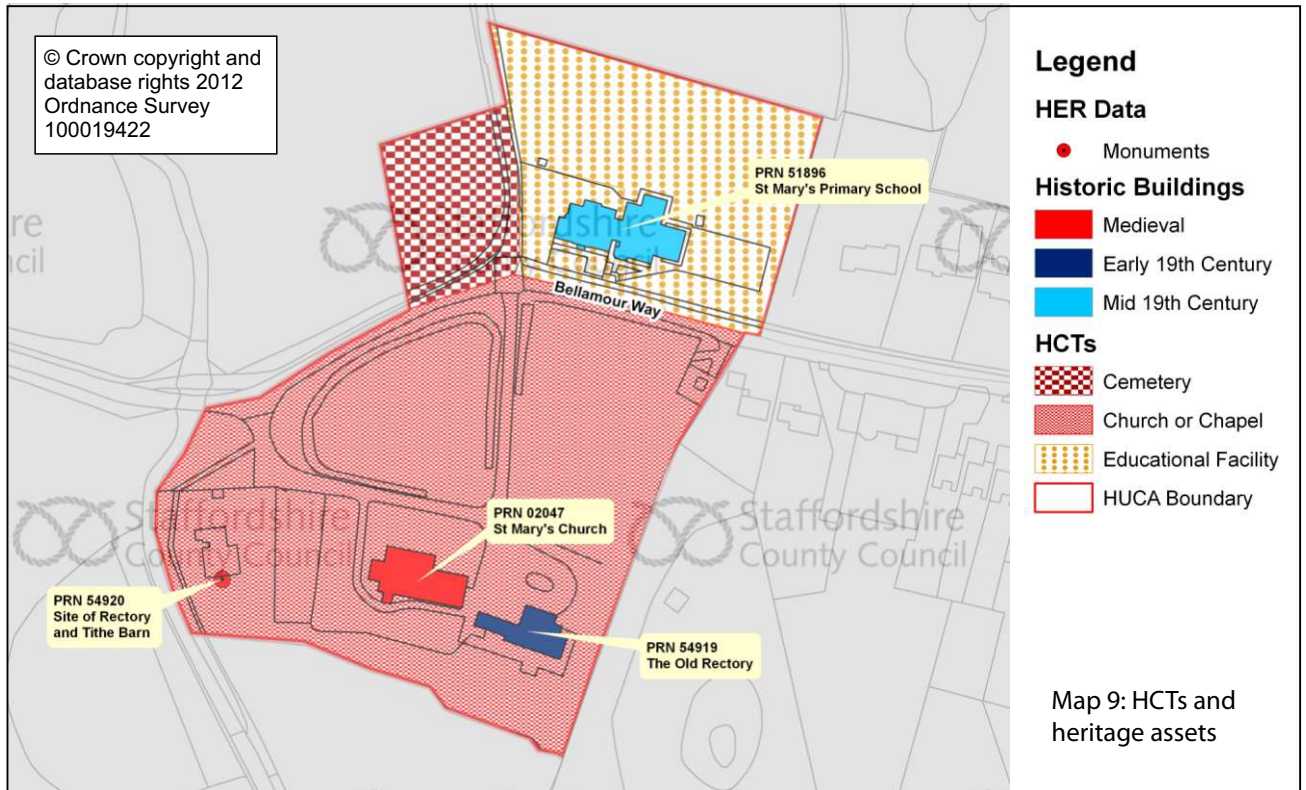 © Crown copyright and
database rights 2012
Ordnance Survey
100019422
PRN 51896
St Mary's Primary School
Bellamour Way
PRN 02047
St Mary's Church
PRN 54920
Site of Rectory
and Tithe Barn
PRN 54919
The Old Rectory
Staffordshire
County Council
Staffordshire
County Council
Legend
HER Data
Monuments
Historic Buildings
Medieval
Early 19th Century
Mid 19th Century
HCTs
Cemetery
Church or Chapel
Educational Facility
HUCA Boundary
Map 9: HCTs and
heritage assets